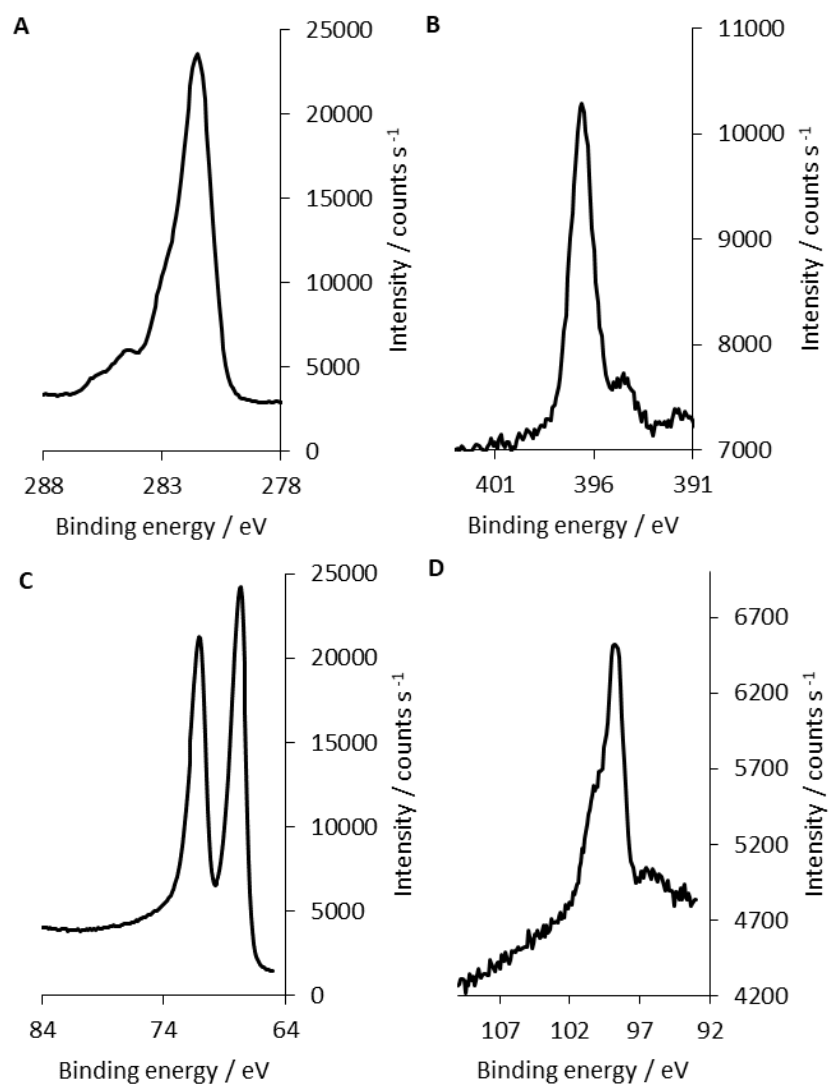 A
25000
20000
15000
10000
5000
0
Intensity / counts s⁻¹
288 283 278
Binding energy / eV
B
11000
10000
9000
8000
7000
Intensity / counts s⁻¹
401 396 391
Binding energy / eV
C
25000
20000
15000
10000
5000
0
Intensity / counts s⁻¹
84 74 64
Binding energy / eV
D
6700
6200
5700
5200
4700
4200
Intensity / counts s⁻¹
107 102 97 92
Binding energy / eV